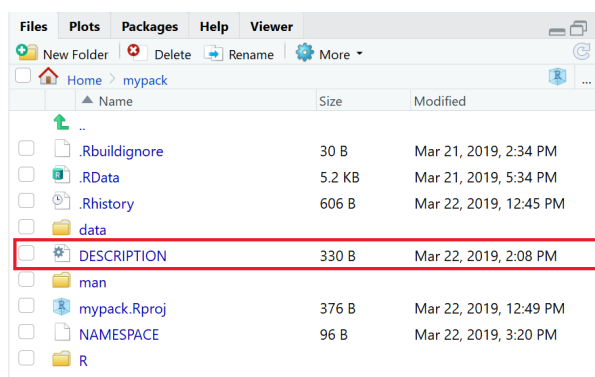 Files Plots Packages Help Viewer
New Folder Delete Rename More
Home > mypack R ...
Name Size Modified
..
.Rbuildignore 30 B Mar 21, 2019, 2:34 PM
.RData 5.2 KB Mar 21, 2019, 5:34 PM
.Rhistory 606 B Mar 22, 2019, 12:45 PM
data
DESCRIPTION 330 B Mar 22, 2019, 2:08 PM
man
mypack.Rproj 376 B Mar 22, 2019, 12:49 PM
NAMESPACE 96 B Mar 22, 2019, 3:20 PM
R